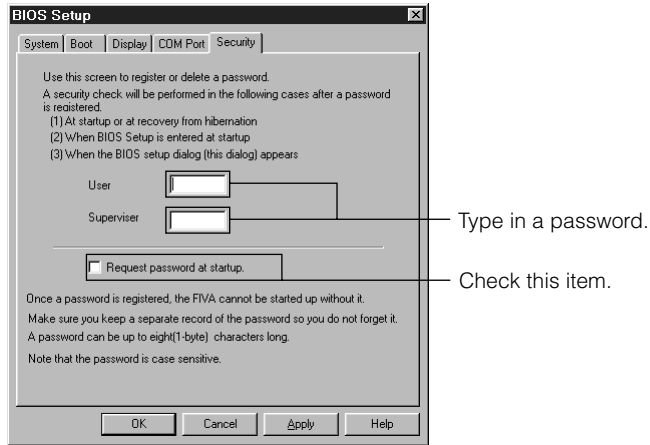 BIOS Setup
System Boot Display COM Port Security
Use this screen to register or delete a password.
A security check will be performed in the following cases after a password
is registered.
(1) At startup or at recovery from hibernation
(2) When BIOS Setup is entered at startup
(3) When the BIOS setup dialog (this dialog) appears
User
Superviser
Type in a password.
Request password at startup.
Check this item.
Once a password is registered, the FIVA cannot be started up without it.
Make sure you keep a separate record of the password so you do not forget it.
A password can be up to eight(1-byte) characters long.
Note that the password is case sensitive.
OK Cancel Apply Help